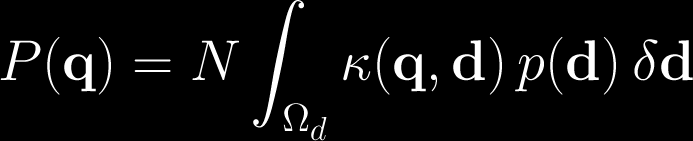 P(𝐪) = N ∫_{Ω_d} κ(𝐪, 𝐝) p(𝐝) δ𝐝